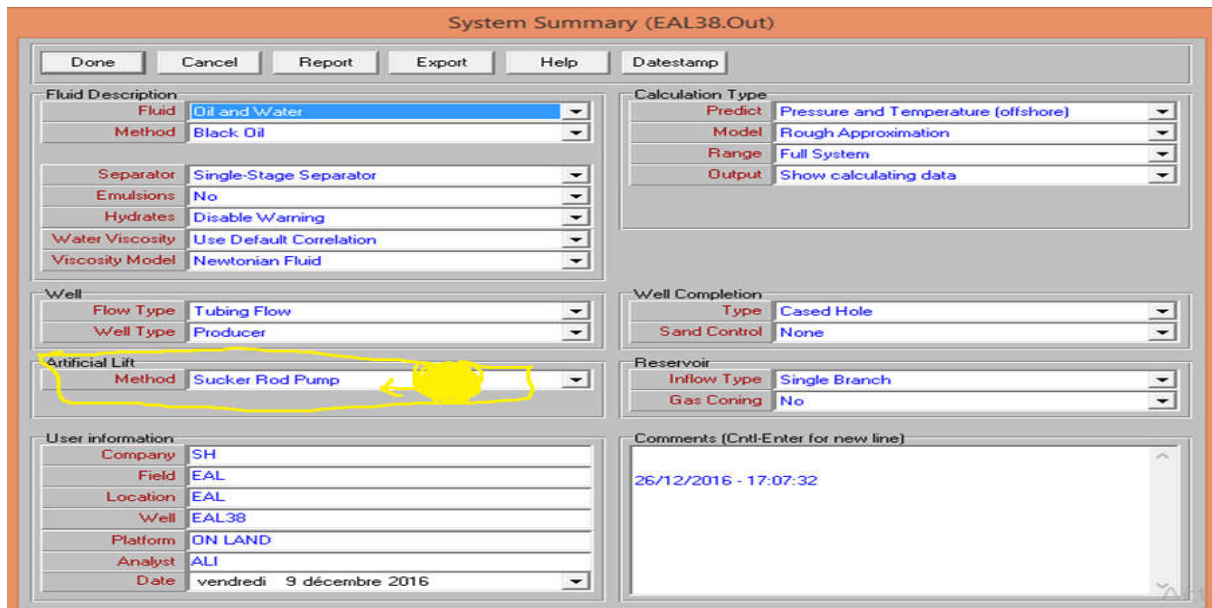 System Summary (EAL38.Out)
Done Cancel Report Export Help Datestamp
Fluid Description
Fluid Oil and Water
Method Black Oil
Separator Single-Stage Separator
Emulsions No
Hydrates Disable Warning
Water Viscosity Use Default Correlation
Viscosity Model Newtonian Fluid
Calculation Type
Predict Pressure and Temperature (offshore)
Model Rough Approximation
Range Full System
Output Show calculating data
Well
Flow Type Tubing Flow
Well Type Producer
Well Completion
Type Cased Hole
Sand Control None
Artificial Lift
Method Sucker Rod Pump
Reservoir
Inflow Type Single Branch
Gas Coning No
User information
Company SH
Field EAL
Location EAL
Well EAL38
Platform ON LAND
Analyst ALI
Date vendredi 9 décembre 2016
Comments (Cntl-Enter for new line)
26/12/2016 - 17:07:32